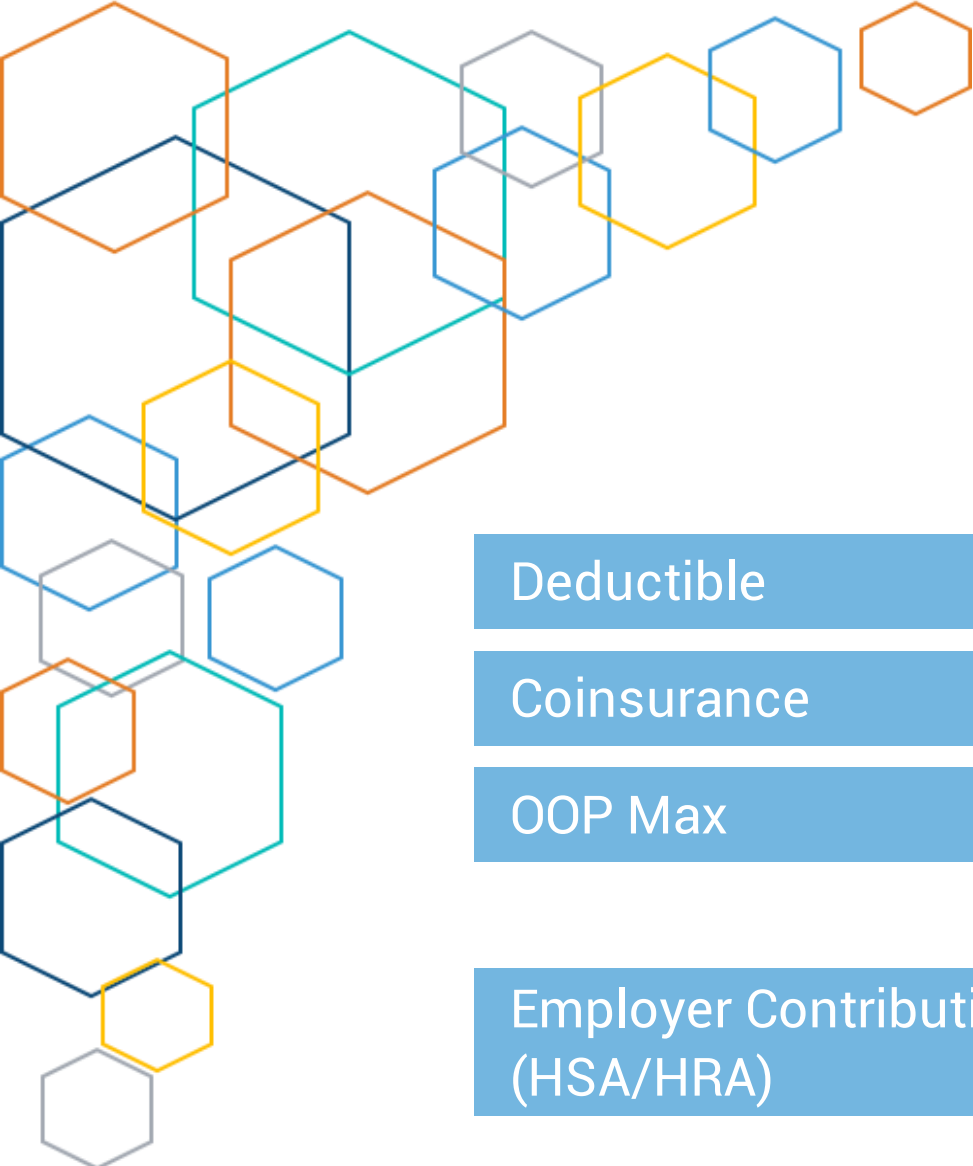 Deductible
Coinsurance
OOP Max
Employer Contributi
(HSA/HRA)